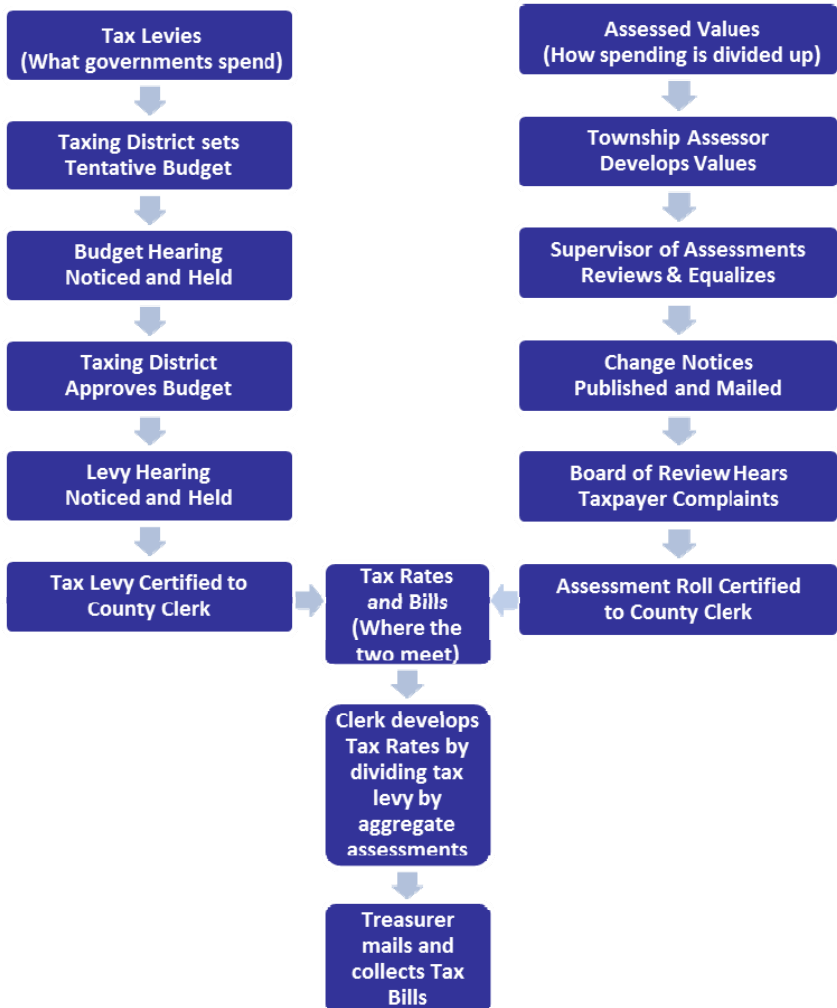 Tax Levies
(What governments spend)
Taxing District sets
Tentative Budget
Budget Hearing
Noticed and Held
Taxing District
Approves Budget
Levy Hearing
Noticed and Held
Tax Levy Certified to
County Clerk
Assessed Values
(How spending is divided up)
Township Assessor
Develops Values
Supervisor of Assessments
Reviews & Equalizes
Change Notices
Published and Mailed
Board of Review Hears
Taxpayer Complaints
Assessment Roll Certified
to County Clerk
Tax Rates
and Bills
(Where the
two meet)
Clerk develops
Tax Rates by
dividing tax
levy by
aggregate
assessments
Treasurer
mails and
collects Tax
Bills